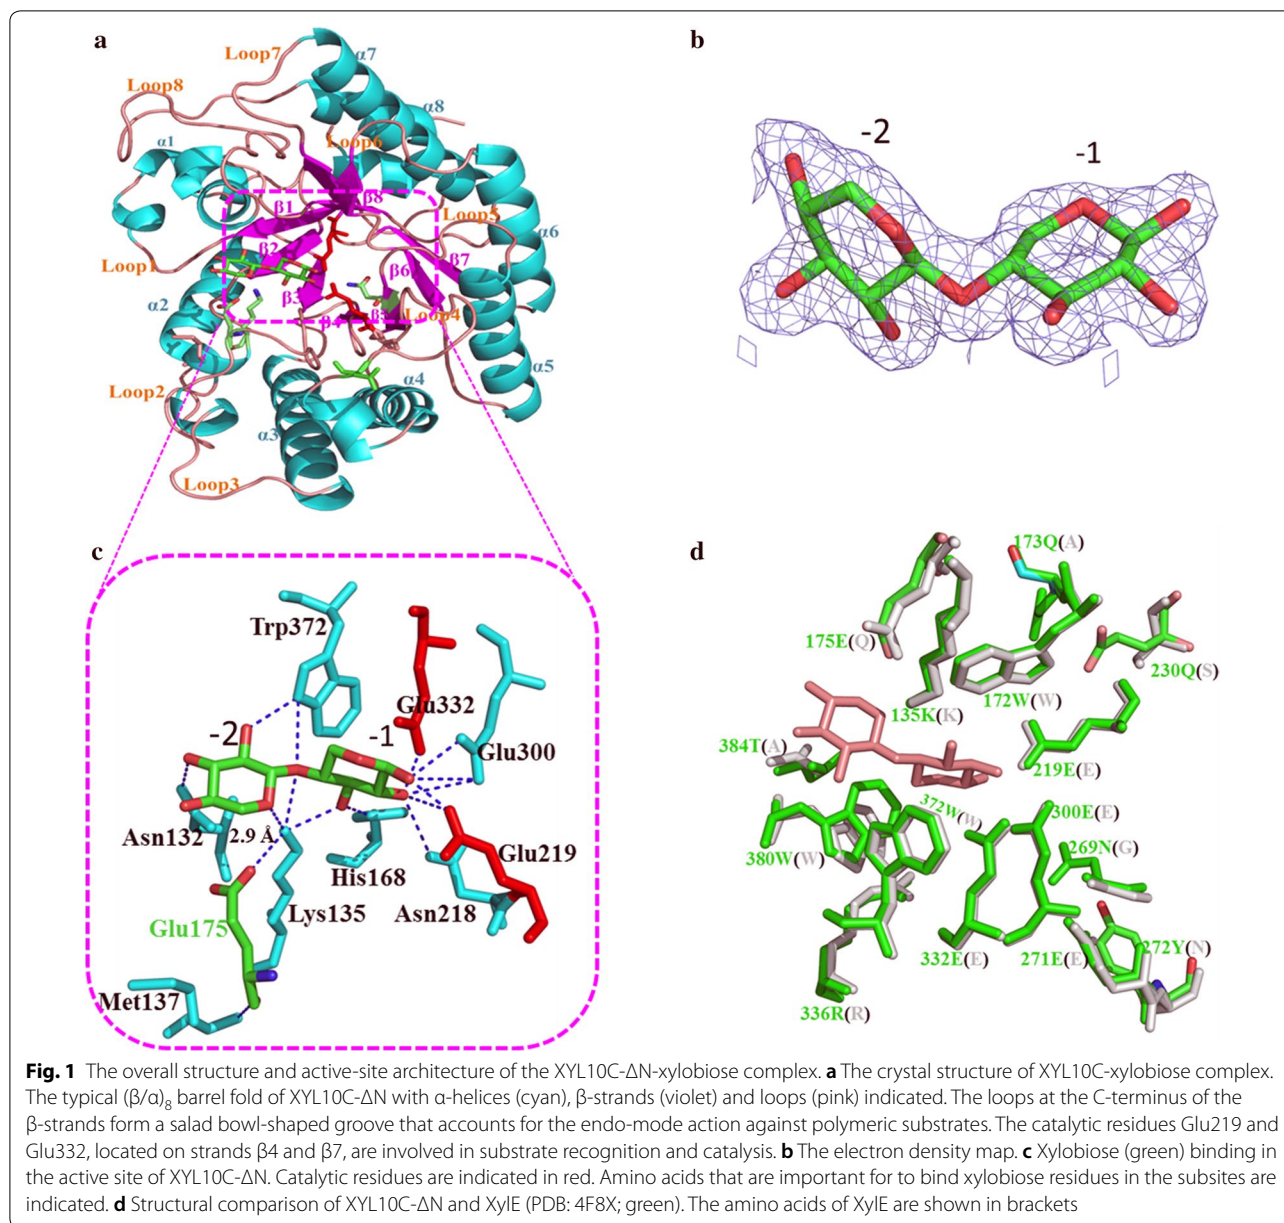 a
Loop7
α7
Loop8
α8
α1
Loop6
β1
β8
Loop5
α6
β2
Loop1
β7
β6
α2
β3
Loop4
β4
β5
α5
Loop2
α4
α3
Loop3
b
-2
-1
c
Trp372
Glu332
-2
-1
Glu300
Asn132
2.9 Å
Glu219
His168
Glu175
Lys135
Asn218
Met137
d
173Q(A)
175E(Q)
230Q(S)
172W(W)
135K(K)
384T(A)
219E(E)
372W(W)
300E(E)
380W(W)
269N(G)
332E(E)
271E(E)
272Y(N)
336R(R)
Fig. 1 The overall structure and active-site architecture of the XYL10C-ΔN-xylobiose complex. a The crystal structure of XYL10C-xylobiose complex.
The typical (β/α)8 barrel fold of XYL10C-ΔN with α-helices (cyan), β-strands (violet) and loops (pink) indicated. The loops at the C-terminus of the
β-strands form a salad bowl-shaped groove that accounts for the endo-mode action against polymeric substrates. The catalytic residues Glu219 and
Glu332, located on strands β4 and β7, are involved in substrate recognition and catalysis. b The electron density map. c Xylobiose (green) binding in
the active site of XYL10C-ΔN. Catalytic residues are indicated in red. Amino acids that are important for to bind xylobiose residues in the subsites are
indicated. d Structural comparison of XYL10C-ΔN and XylE (PDB: 4F8X; green). The amino acids of XylE are shown in brackets